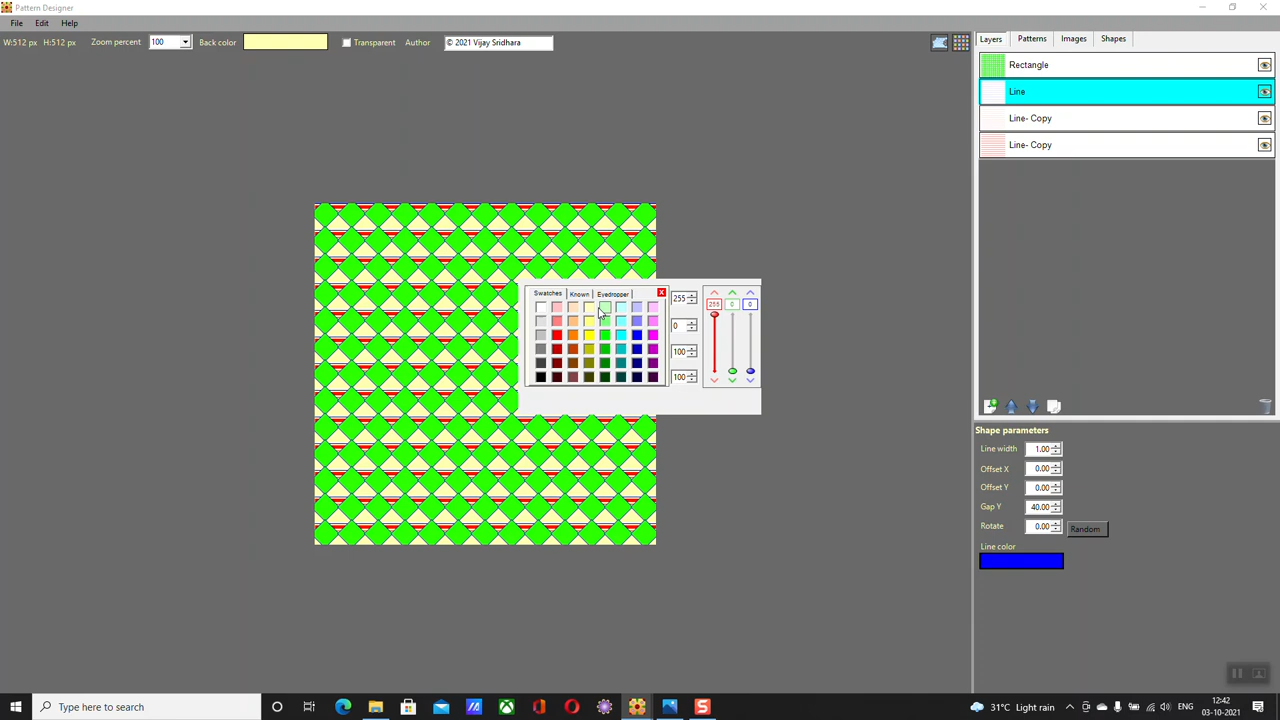 Pattern Designer
File Edit Help
W:512 px H:512 px Zoom percent 100 Back color Transparent Author © 2021 Vijay Sridhara
Layers Patterns Images Shapes
Rectangle
Line
Line- Copy
Line- Copy
Swatches Known Eyedropper
255
0
100
100
255 0 0
Shape parameters
Line width 1.00
Offset X 0.00
Offset Y 0.00
Gap Y 40.00
Rotate 0.00 Random
Line color
Type here to search
31°C Light rain
ENG
12:42
03-10-2021